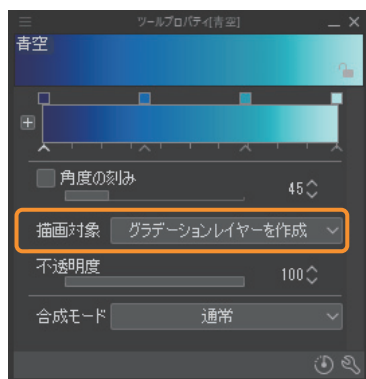 ツールプロパティ[青空]
青空
角度の刻み
45
描画対象 グラデーションレイヤーを作成
不透明度
100
合成モード 通常